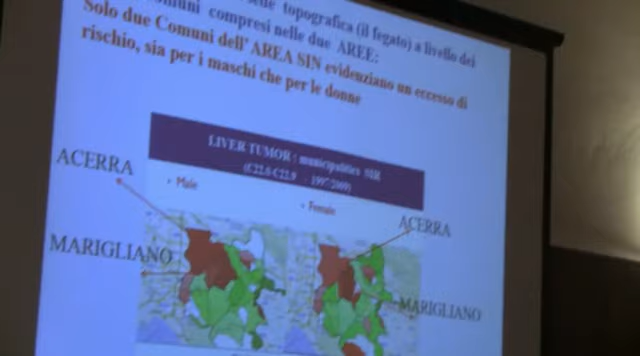 topografica (il fegato) a livello dei
comuni compresi nelle due AREE:
Solo due Comuni dell' AREA SIN evidenziano un eccesso di
rischio, sia per i maschi che per le donne
LIVER TUMOR: municipalities SIR
(C22.0-C22.9 1997-2009)
• Male
• Female
ACERRA
ACERRA
MARIGLIANO
MARIGLIANO